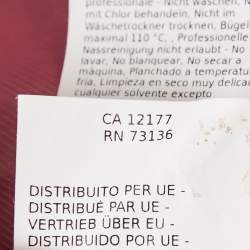 professionale - Nicht waschen, N
mit Chlor behandeln, Nicht im
Wäschetrockner trocknen, Bügel
maximal 110 °C, , Professionelle
Nassreinigung nicht erlaubt - No
lavar, No blanquear, No secar a
máquina, Planchado a temperatu
fría. Limpieza en seco muy delica
cualquier solvente excepto
CA 12177
RN 73136
DISTRIBUITO PER UE -
DISTRIBUÉ PAR UE -
VERTRIEB ÜBER EU -
DISTRIBUIDO POR UE -